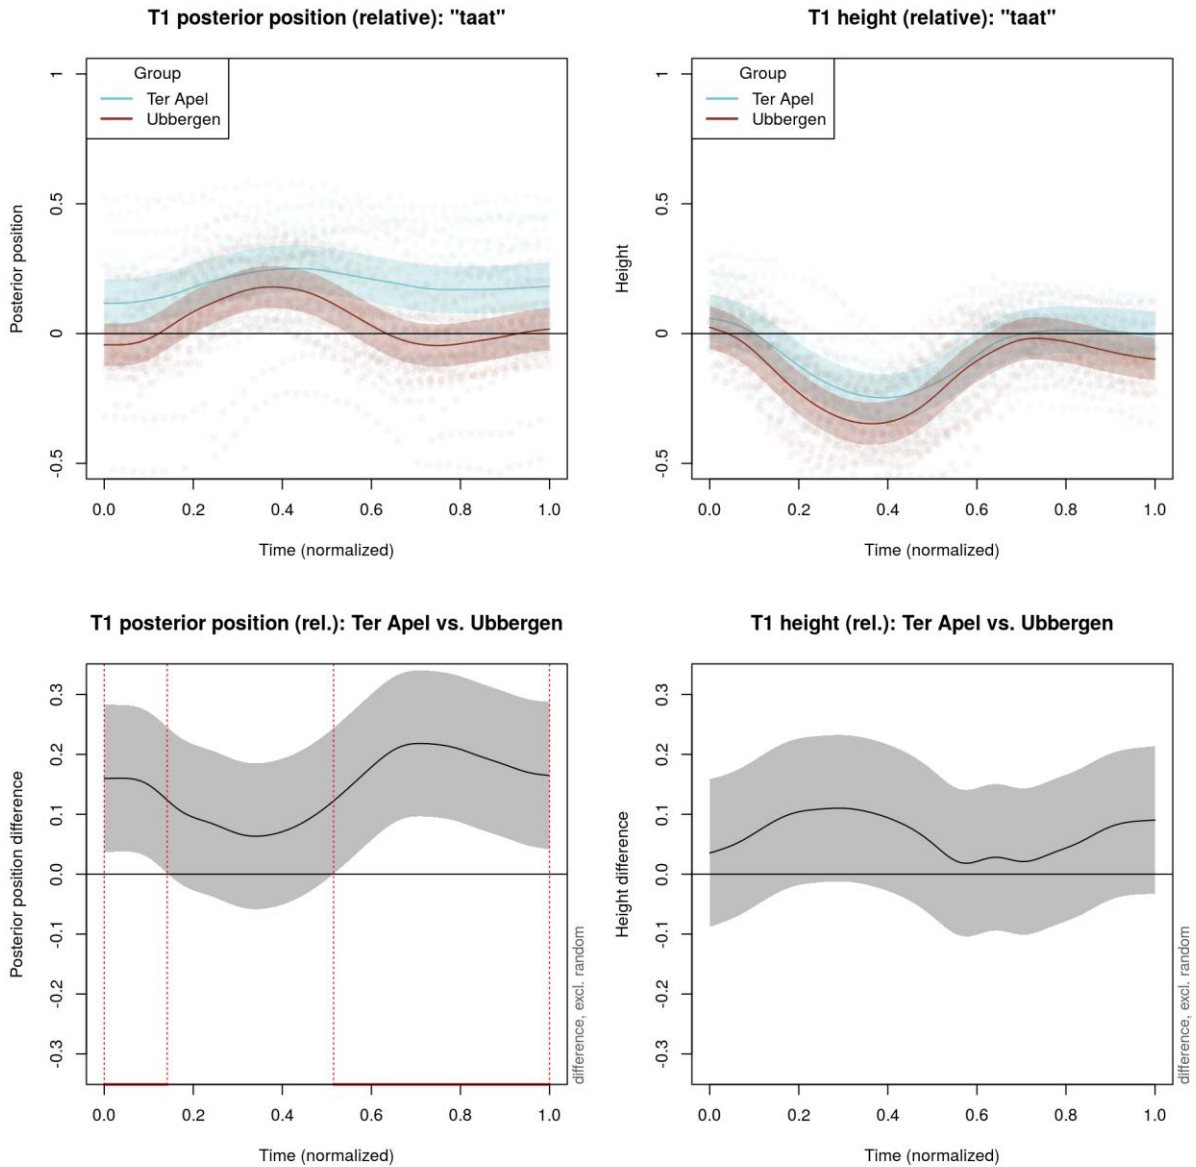 T1 posterior position (relative): "taat"
Group
Ter Apel
Ubbergen
Posterior position
1
0.5
0
-0.5
0.0 0.2 0.4 0.6 0.8 1.0
Time (normalized)
T1 height (relative): "taat"
Group
Ter Apel
Ubbergen
Height
1
0.5
0
-0.5
0.0 0.2 0.4 0.6 0.8 1.0
Time (normalized)
T1 posterior position (rel.): Ter Apel vs. Ubbergen
Posterior position difference
0.3
0.2
0.1
0.0
-0.1
-0.2
-0.3
0.0 0.2 0.4 0.6 0.8 1.0
Time (normalized)
difference, excl. random
T1 height (rel.): Ter Apel vs. Ubbergen
Height difference
0.3
0.2
0.1
0.0
-0.1
-0.2
-0.3
0.0 0.2 0.4 0.6 0.8 1.0
Time (normalized)
difference, excl. random